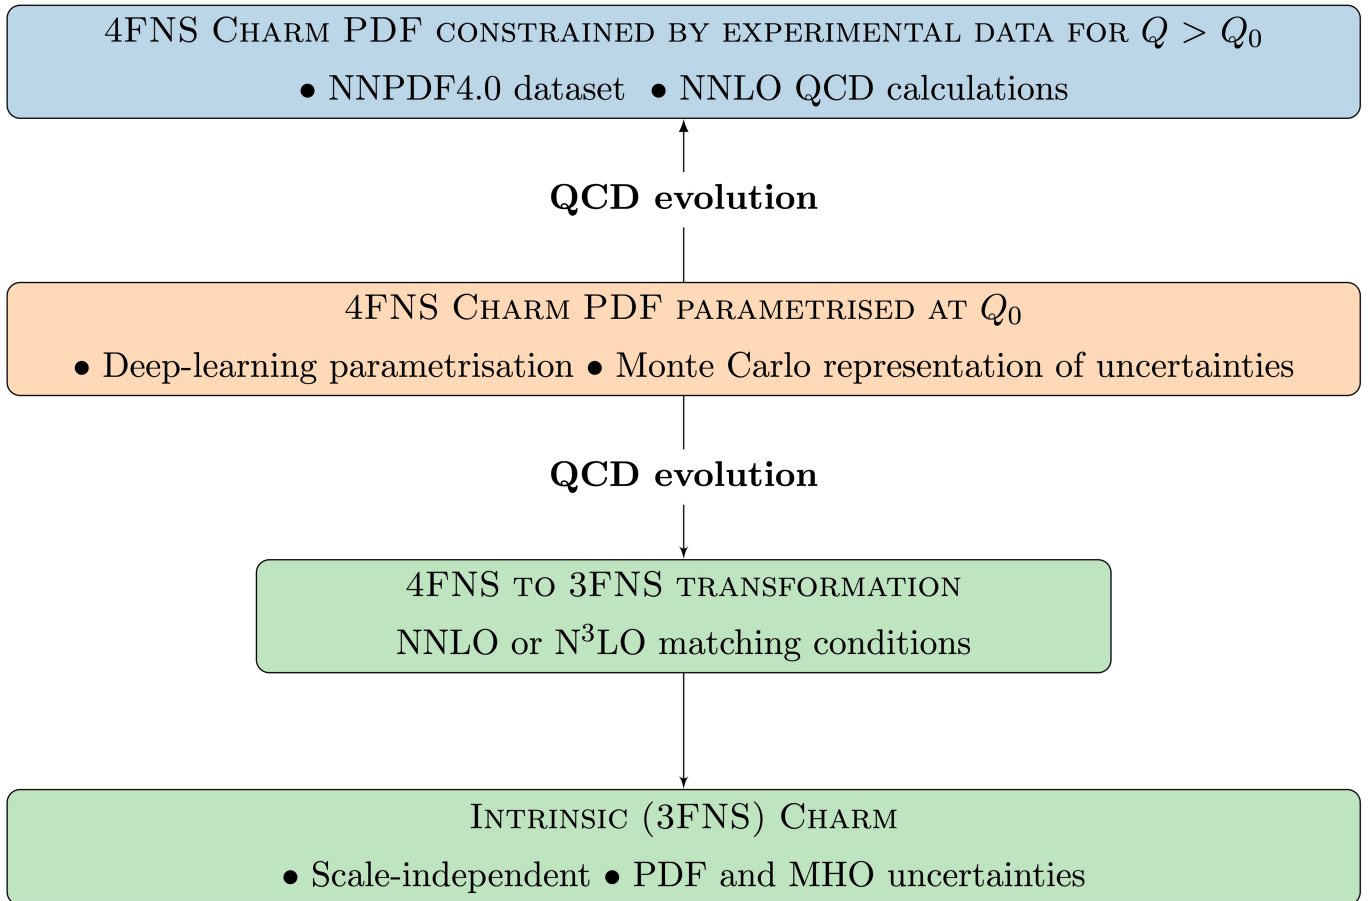 4FNS CHARM PDF CONSTRAINED BY EXPERIMENTAL DATA FOR Q > Q₀
• NNPDF4.0 dataset • NNLO QCD calculations
QCD evolution
4FNS CHARM PDF PARAMETRISED AT Q₀
• Deep-learning parametrisation • Monte Carlo representation of uncertainties
QCD evolution
4FNS TO 3FNS TRANSFORMATION
NNLO or N³LO matching conditions
INTRINSIC (3FNS) CHARM
• Scale-independent • PDF and MHO uncertainties